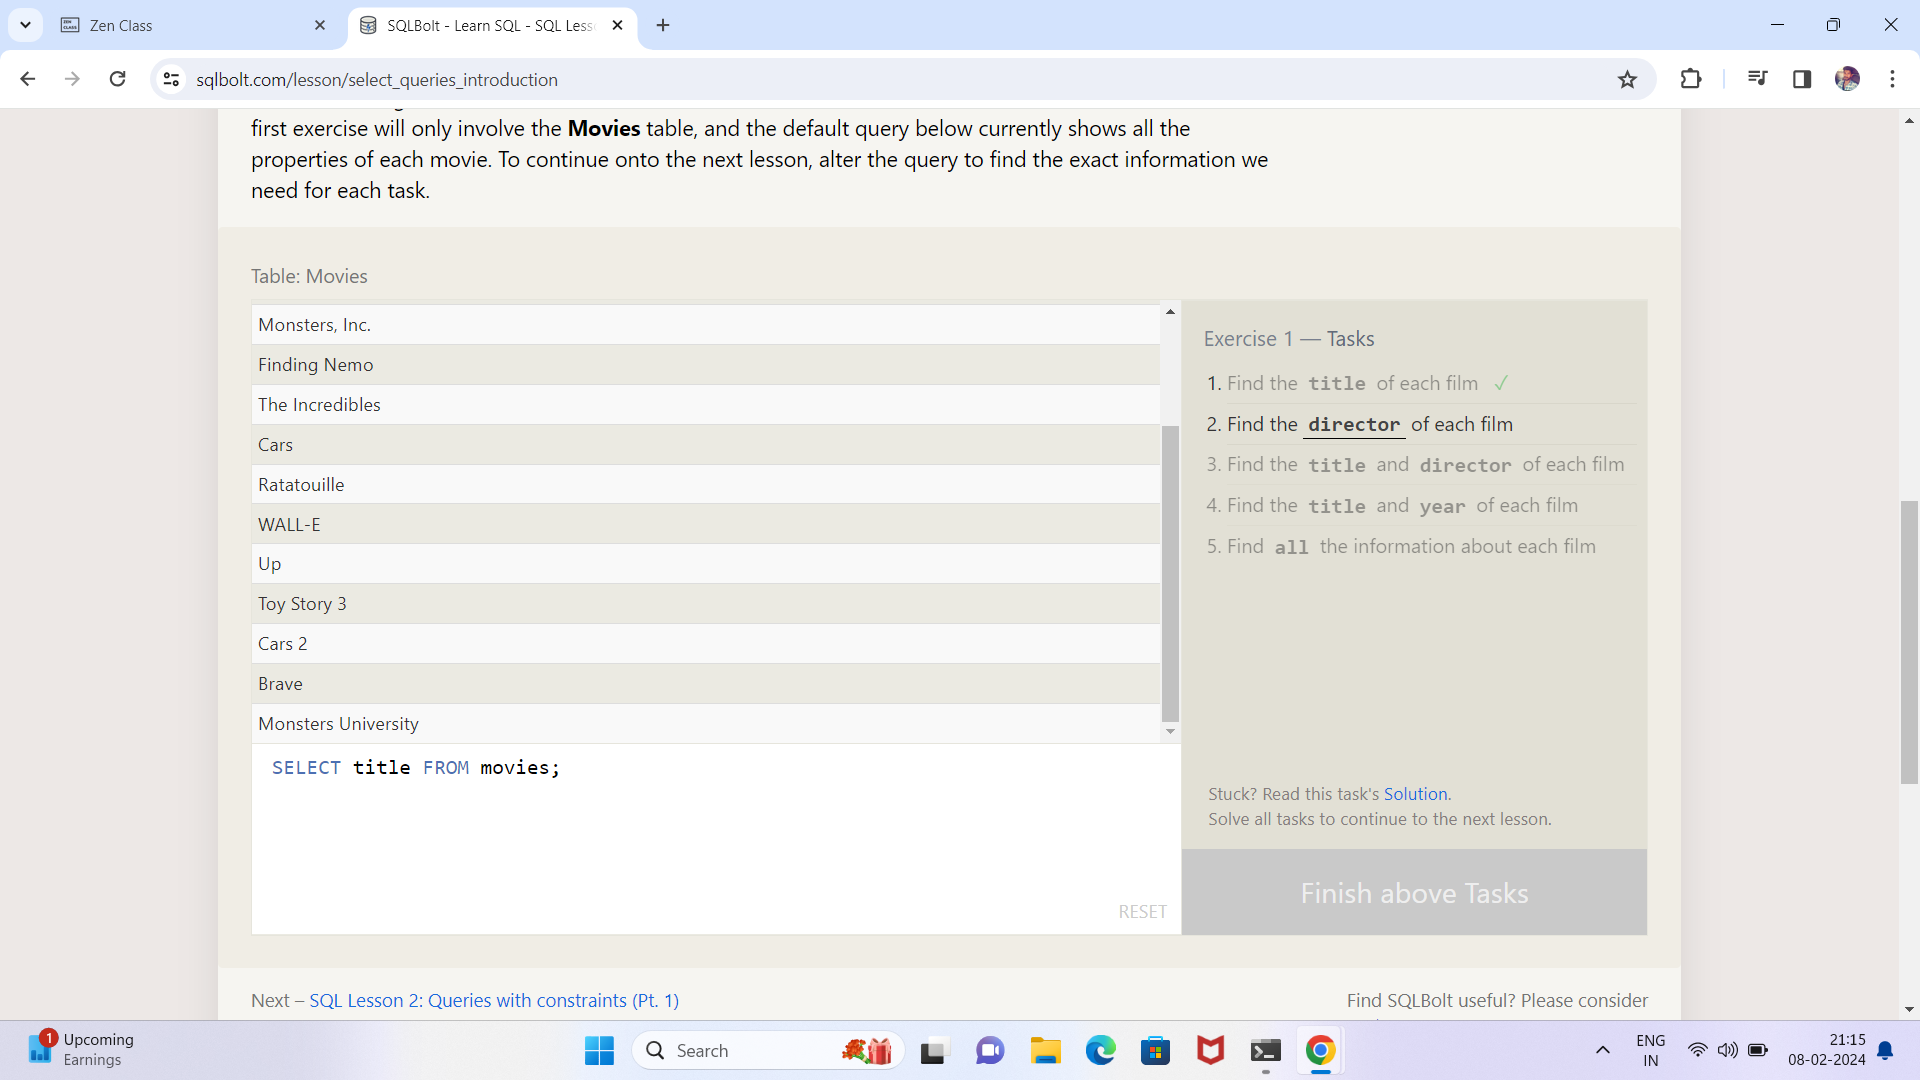 Zen Class
SQLBolt - Learn SQL - SQL Less
sqlbolt.com/lesson/select_queries_introduction
first exercise will only involve the Movies table, and the default query below currently shows all the
properties of each movie. To continue onto the next lesson, alter the query to find the exact information we
need for each task.
Table: Movies
Monsters, Inc.
Finding Nemo
The Incredibles
Cars
Ratatouille
WALL-E
Up
Toy Story 3
Cars 2
Brave
Monsters University
SELECT title FROM movies;
RESET
Exercise 1 — Tasks
1. Find the title of each film ✓
2. Find the director of each film
3. Find the title and director of each film
4. Find the title and year of each film
5. Find all the information about each film
Stuck? Read this task's Solution.
Solve all tasks to continue to the next lesson.
Finish above Tasks
Next – SQL Lesson 2: Queries with constraints (Pt. 1)
Find SQLBolt useful? Please consider
1
Upcoming
Earnings
Search
ENG
IN
21:15
08-02-2024